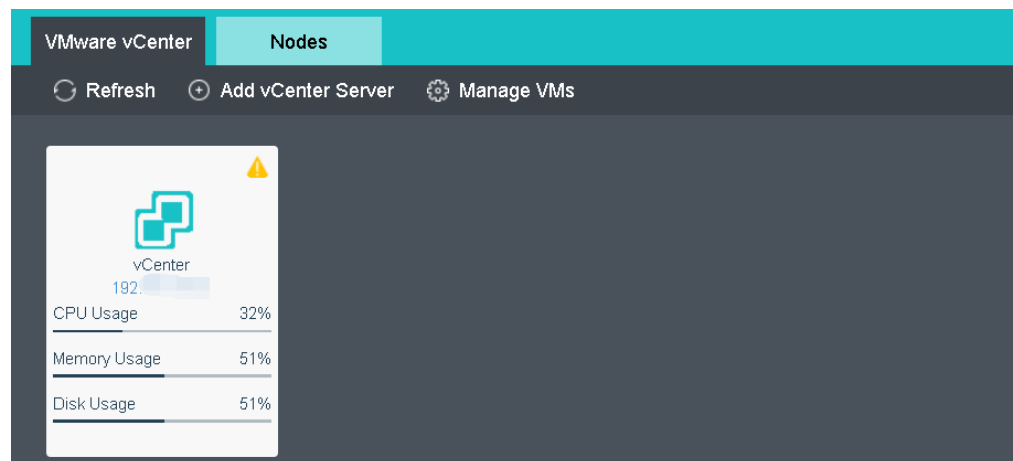 VMware vCenter Nodes
Refresh Add vCenter Server Manage VMs
vCenter
192.
CPU Usage 32%
Memory Usage 51%
Disk Usage 51%